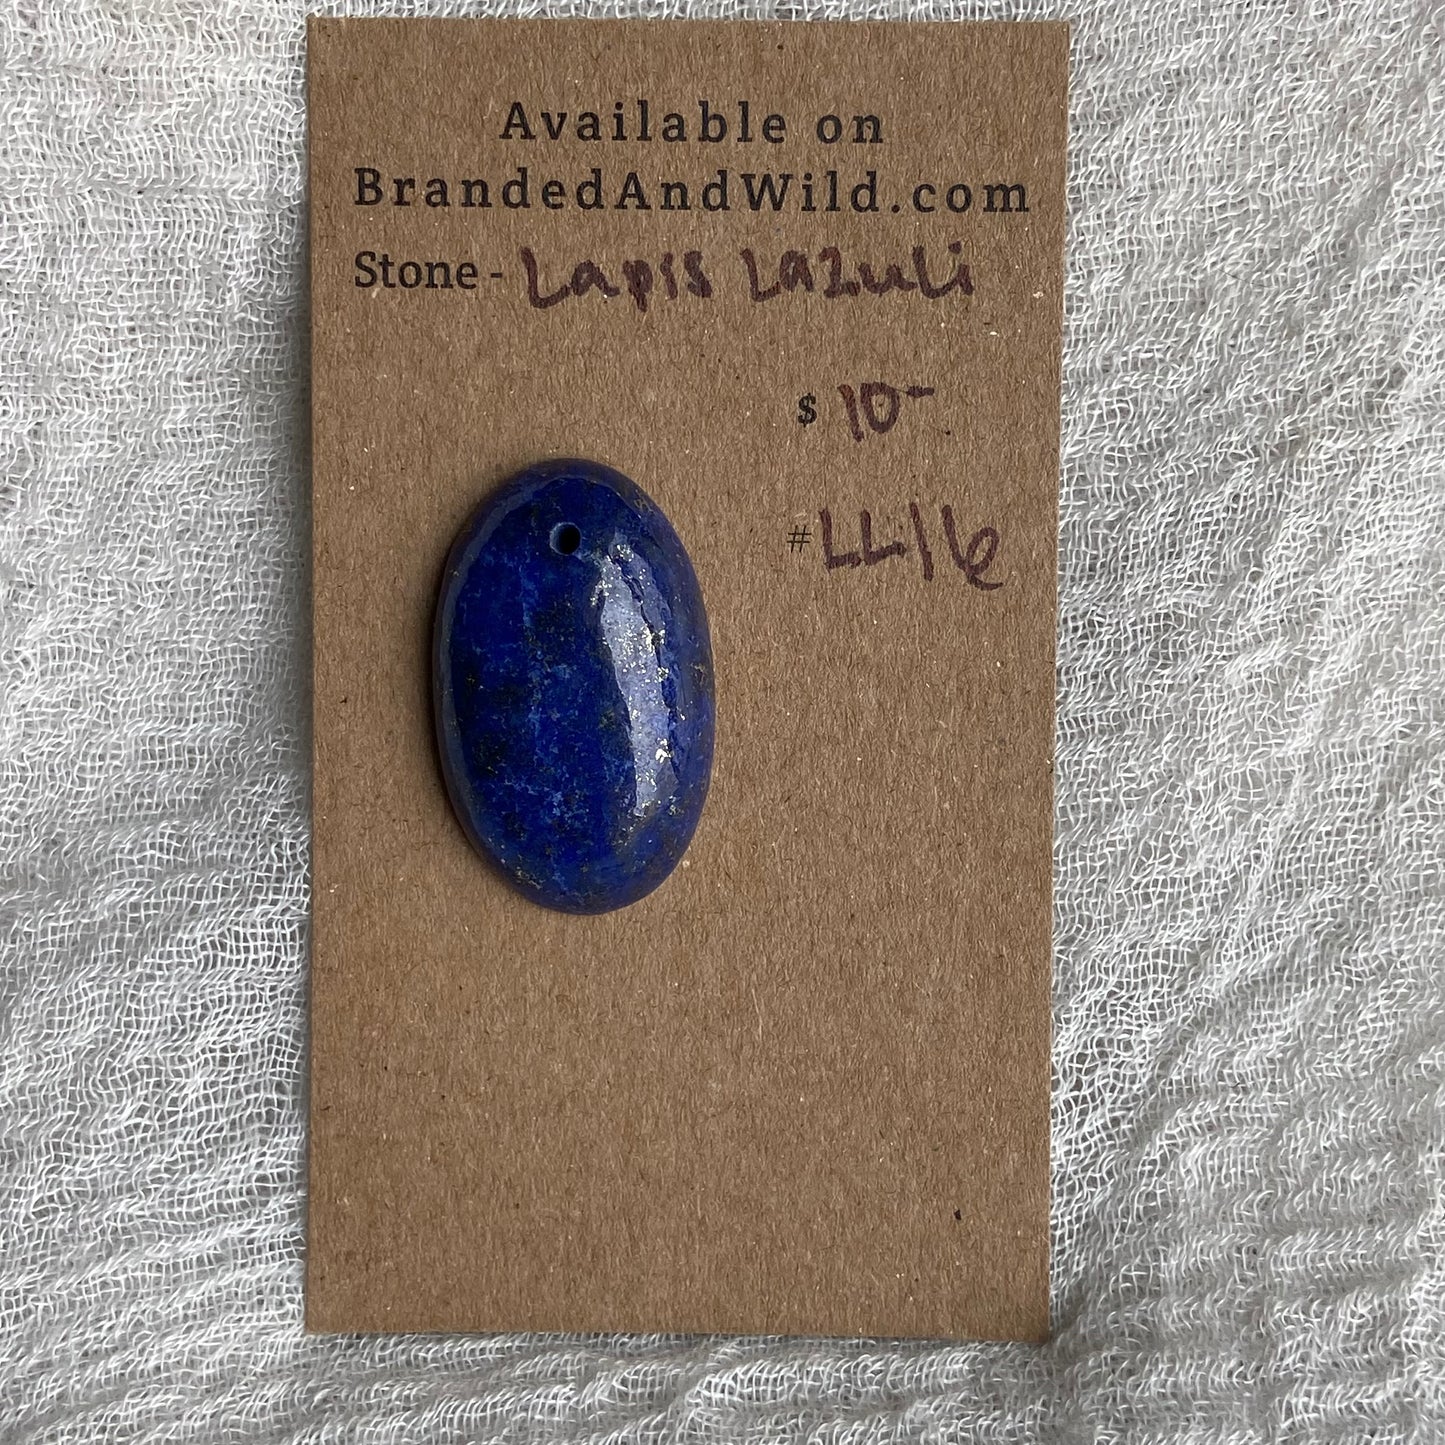 Available on
BrandedAndWild.com
Stone - Lapis Lazuli
$ 10-
# LL16